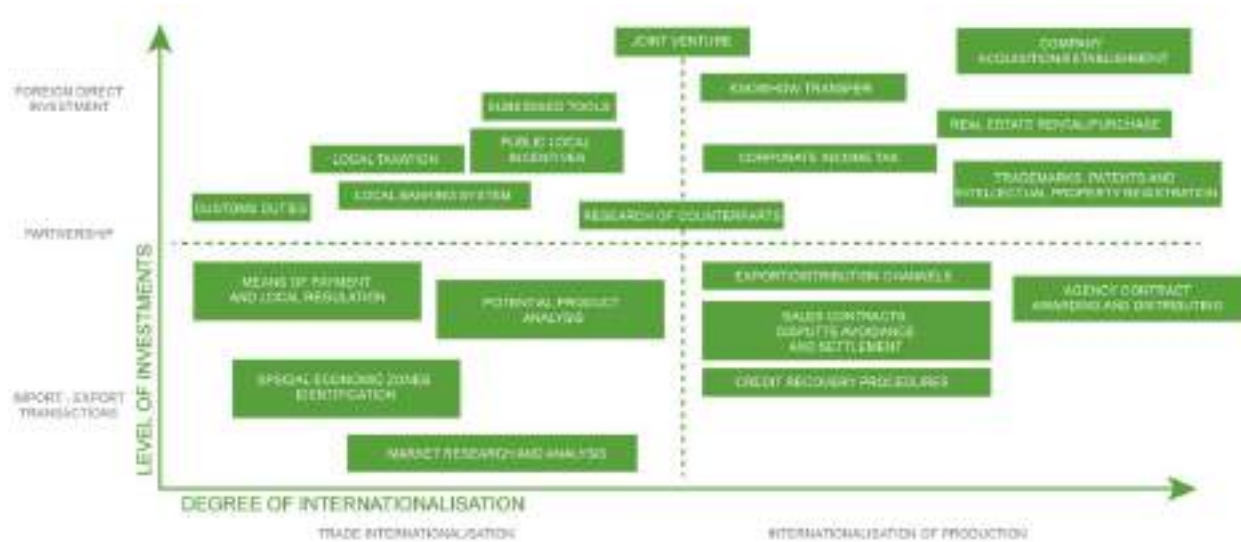 JOINT VENTURE
COMPANY
ACQUISITION/ESTABLISHMENT
FOREIGN DIRECT
INVESTMENT
KNOWHOW TRANSFER
TOOLS
REAL ESTATE RENTAL/PURCHASE
PUBLIC LOCAL
INCENTIVES
LOCAL TAXATION
CORPORATE INCOME TAX
TRADEMARKS, PATENTS AND
INTELLECTUAL PROPERTY REGISTRATION
LOCAL BANKING SYSTEM
CUSTOMS DUTIES
RESEARCH OF COUNTERPARTS
PARTNERSHIP
LEVEL OF INVESTMENTS
MEANS OF PAYMENT
AND LOCAL REGULATION
POTENTIAL PRODUCT
ANALYSIS
EXPORT/DISTRIBUTION CHANNELS
AGENCY CONTRACT
AWARDING AND DISTRIBUTING
SALES CONTRACTS
DISPUTE AVOIDANCE
AND SETTLEMENT
SPECIAL ECONOMIC ZONES
IDENTIFICATION
CREDIT RECOVERY PROCEDURES
IMPORT - EXPORT
TRANSACTIONS
MARKET RESEARCH AND ANALYSIS
DEGREE OF INTERNATIONALISATION
TRADE INTERNATIONALISATION
INTERNATIONALISATION OF PRODUCTION